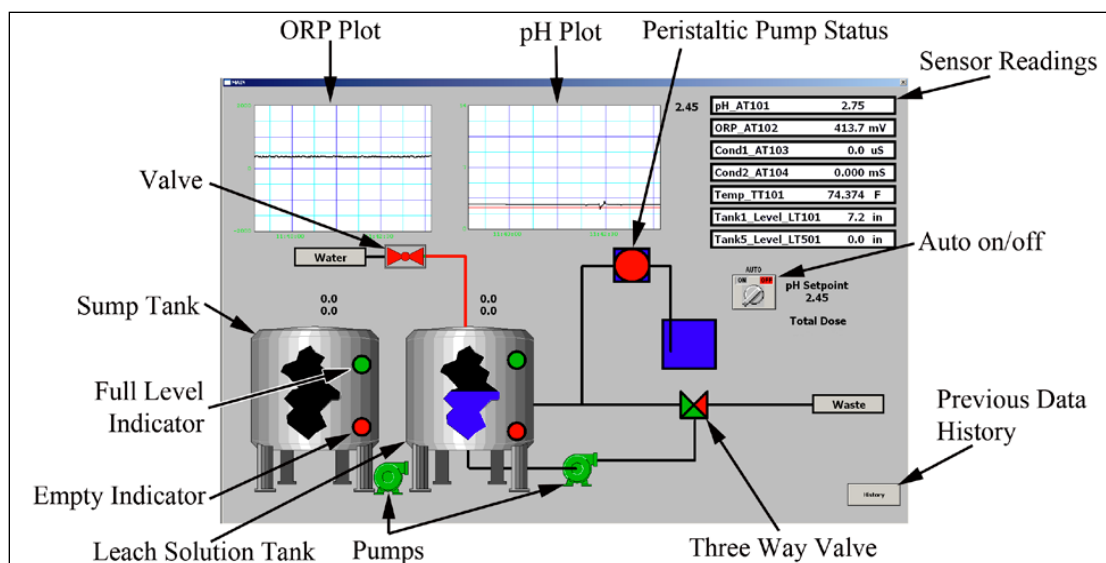 ORP Plot
pH Plot
Peristaltic Pump Status
Sensor Readings
MAIN
2.45
pH_AT101 2.75
ORP_AT102 413.7 mV
Cond1_AT103 0.0 uS
Cond2_AT104 0.000 mS
Temp_TT101 74.374 F
Tank1_Level_LT101 7.2 in
Tank5_Level_LT501 0.0 in
Valve
Water
Auto on/off
AUTO
ON OFF
pH Setpoint
2.45
Total Dose
Sump Tank
0.0
0.0
0.0
0.0
Full Level
Indicator
Waste
Previous Data
History
Empty Indicator
History
Leach Solution Tank
Pumps
Three Way Valve